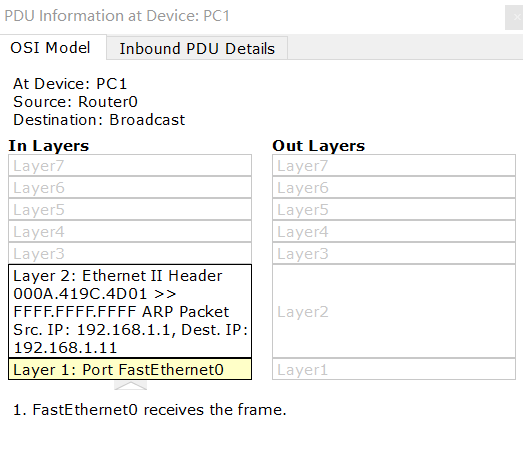 PDU Information at Device: PC1
OSI Model
Inbound PDU Details
At Device: PC1
Source: Router0
Destination: Broadcast
In Layers
Layer7
Layer6
Layer5
Layer4
Layer3
Layer 2: Ethernet II Header
000A.419C.4D01 >>
FFFF.FFFF.FFFF ARP Packet
Src. IP: 192.168.1.1, Dest. IP:
192.168.1.11
Layer 1: Port FastEthernet0
Out Layers
Layer7
Layer6
Layer5
Layer4
Layer3
Layer2
Layer1
1. FastEthernet0 receives the frame.